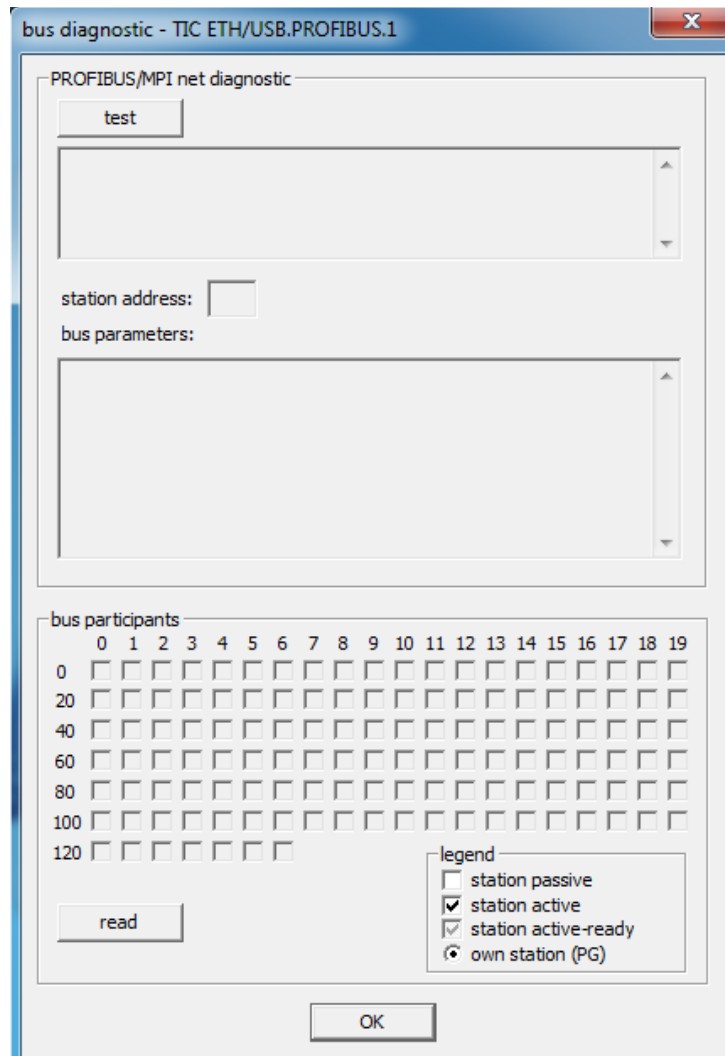 bus diagnostic - TIC ETH/USB.PROFIBUS.1
PROFIBUS/MPI net diagnostic
test
station address:
bus parameters:
bus participants
0 1 2 3 4 5 6 7 8 9 10 11 12 13 14 15 16 17 18 19
0
20
40
60
80
100
120
legend
station passive
station active
station active-ready
own station (PG)
read
OK